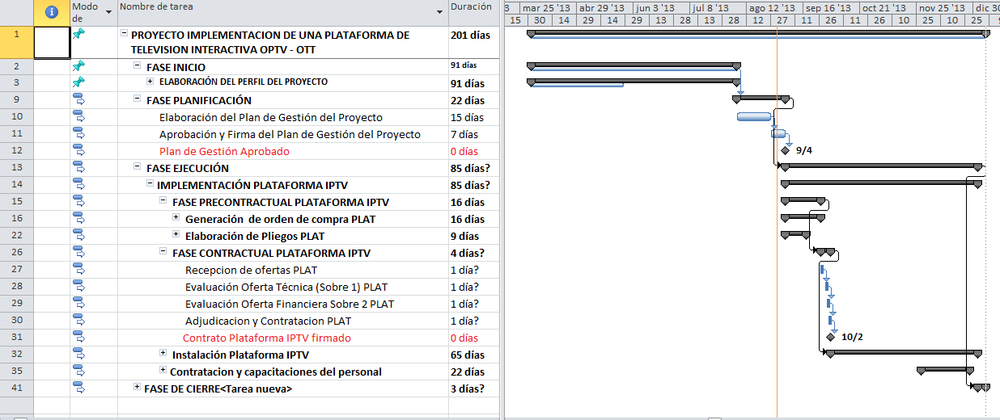 Modo de Nombre de tarea Duración
3 mar 25 '13 abr 29 '13 jun 3 '13 jul 8 '13 ago 12 '13 sep 16 '13 oct 21 '13 nov 25 '13 dic 30
15 30 14 29 14 29 13 28 12 27 11 26 11 26 10 25 9
1 PROYECTO IMPLEMENTACION DE UNA PLATAFORMA DE TELEVISION INTERACTIVA OPTV - OTT 201 días
2 FASE INICIO 91 días
3 ELABORACIÓN DEL PERFIL DEL PROYECTO 91 días
9 FASE PLANIFICACIÓN 22 días
10 Elaboración del Plan de Gestión del Proyecto 15 días
11 Aprobación y Firma del Plan de Gestión del Proyecto 7 días
12 Plan de Gestión Aprobado 0 días 9/4
13 FASE EJECUCIÓN 85 días?
14 IMPLEMENTACIÓN PLATAFORMA IPTV 85 días?
15 FASE PRECONTRACTUAL PLATAFORMA IPTV 16 días
16 Generación de orden de compra PLAT 16 días
22 Elaboración de Pliegos PLAT 9 días
26 FASE CONTRACTUAL PLATAFORMA IPTV 4 días?
27 Recepcion de ofertas PLAT 1 día?
28 Evaluación Oferta Técnica (Sobre 1) PLAT 1 día?
29 Evaluación Oferta Financiera Sobre 2 PLAT 1 día?
30 Adjudicacion y Contratacion PLAT 1 día?
31 Contrato Plataforma IPTV firmado 0 días 10/2
32 Instalación Plataforma IPTV 65 días
35 Contratacion y capacitaciones del personal 22 días
41 FASE DE CIERRE<Tarea nueva> 3 días?